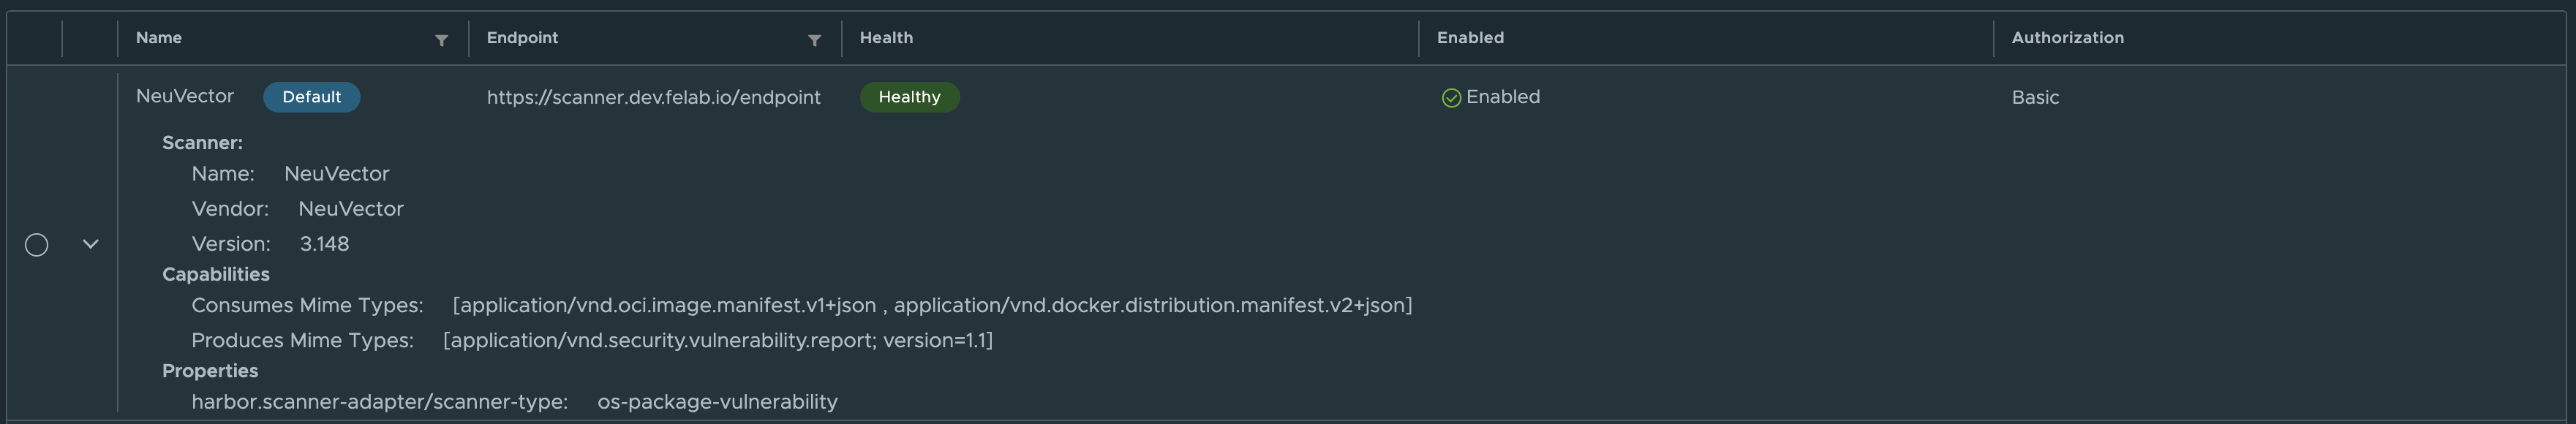 Name Endpoint Health Enabled Authorization
NeuVector Default https://scanner.dev.felab.io/endpoint Healthy Enabled Basic
Scanner:
Name: NeuVector
Vendor: NeuVector
Version: 3.148
Capabilities
Consumes Mime Types: [application/vnd.oci.image.manifest.v1+json , application/vnd.docker.distribution.manifest.v2+json]
Produces Mime Types: [application/vnd.security.vulnerability.report; version=1.1]
Properties
harbor.scanner-adapter/scanner-type: os-package-vulnerability